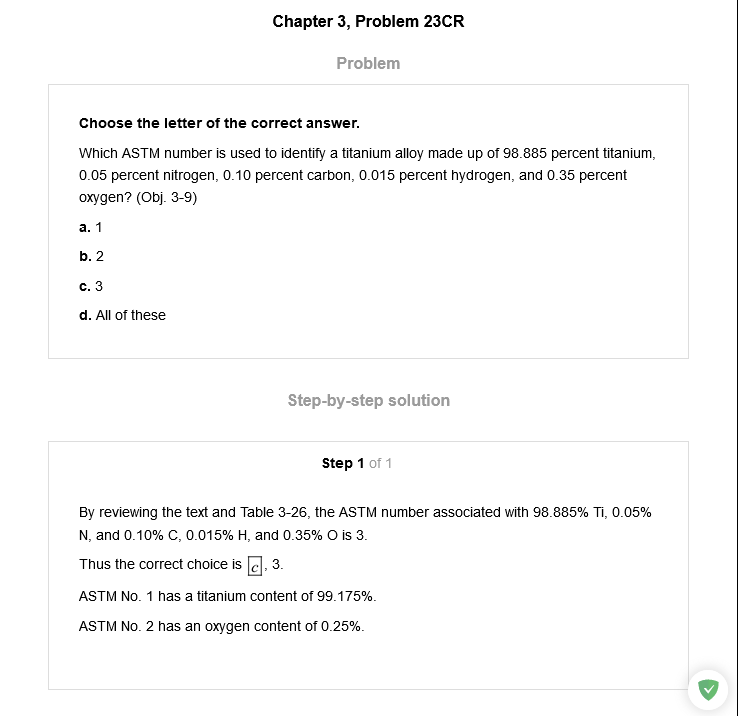 Chapter 3, Problem 23CR
Problem
Choose the letter of the correct answer.
Which ASTM number is used to identify a titanium alloy made up of 98.885 percent titanium,
0.05 percent nitrogen, 0.10 percent carbon, 0.015 percent hydrogen, and 0.35 percent
oxygen? (Obj. 3-9)
a. 1
b. 2
c. 3
d. All of these
Step-by-step solution
Step 1 of 1
By reviewing the text and Table 3-26, the ASTM number associated with 98.885% Ti, 0.05%
N, and 0.10% C, 0.015% H, and 0.35% O is 3.
Thus the correct choice is c, 3.
ASTM No. 1 has a titanium content of 99.175%.
ASTM No. 2 has an oxygen content of 0.25%.